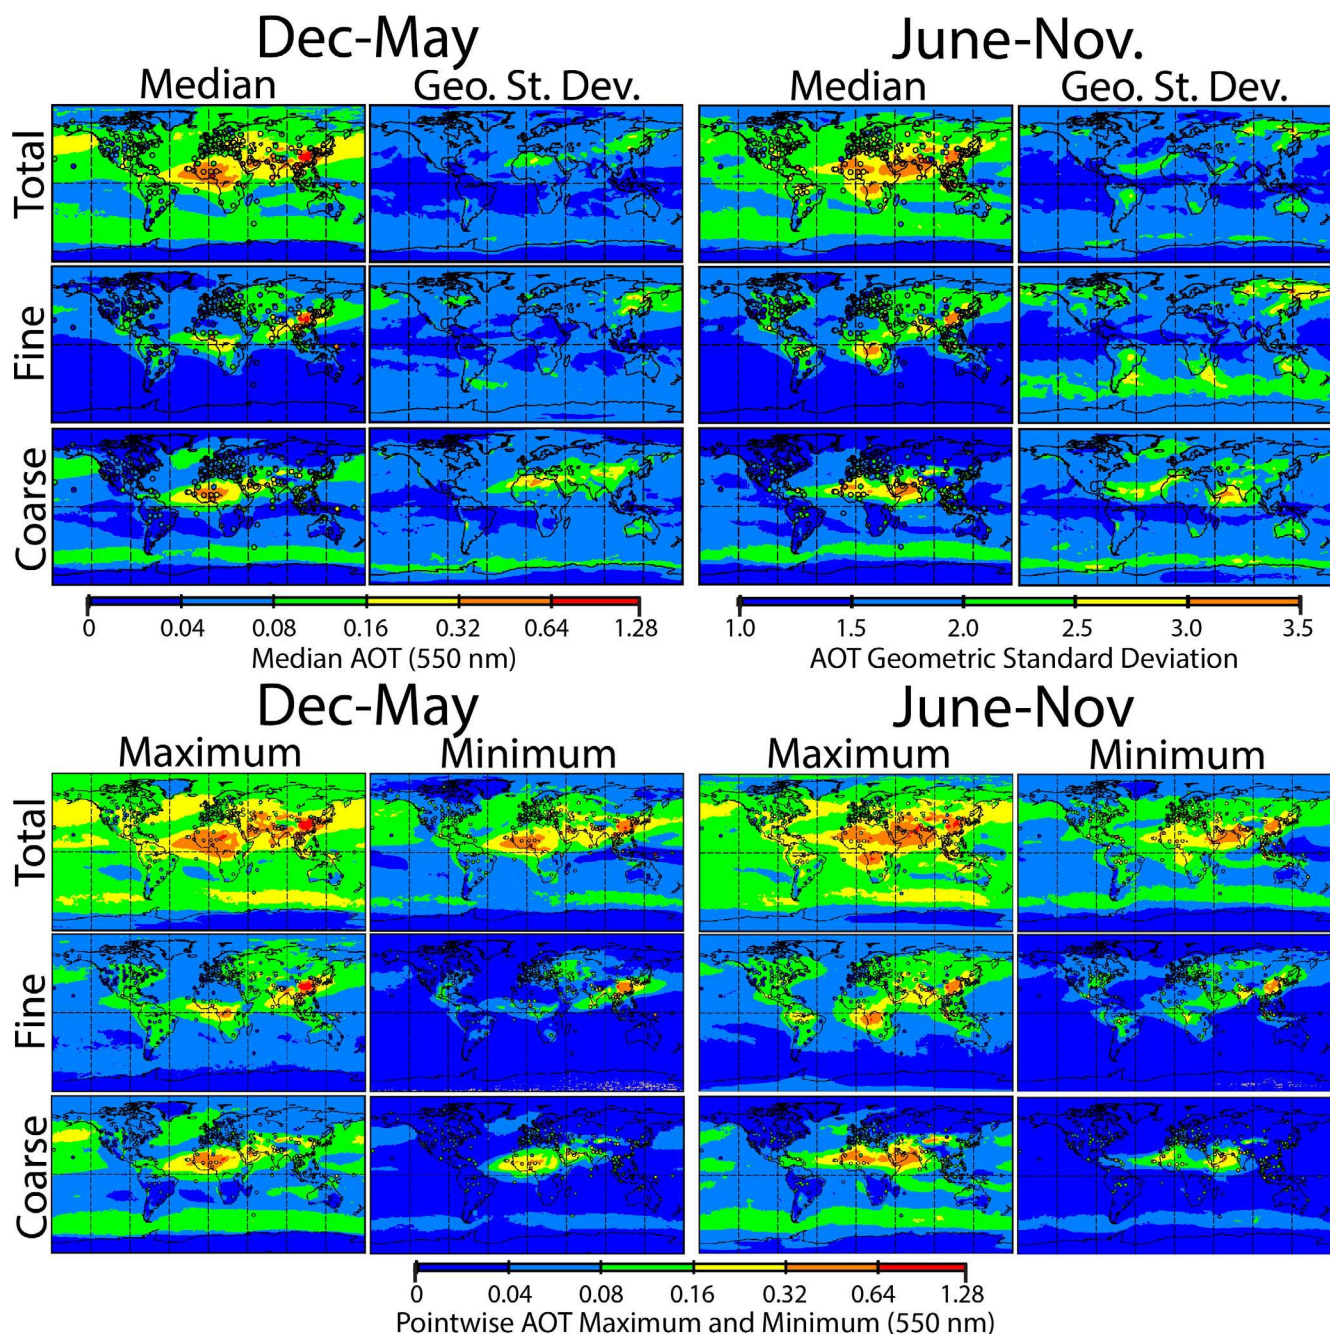 Dec-May
June-Nov.
Median
Geo. St. Dev.
Median
Geo. St. Dev.
Total
Fine
Coarse
0 0.04 0.08 0.16 0.32 0.64 1.28
Median AOT (550 nm)
1.0 1.5 2.0 2.5 3.0 3.5
AOT Geometric Standard Deviation
Dec-May
June-Nov
Maximum
Minimum
Maximum
Minimum
Total
Fine
Coarse
0 0.04 0.08 0.16 0.32 0.64 1.28
Pointwise AOT Maximum and Minimum (550 nm)